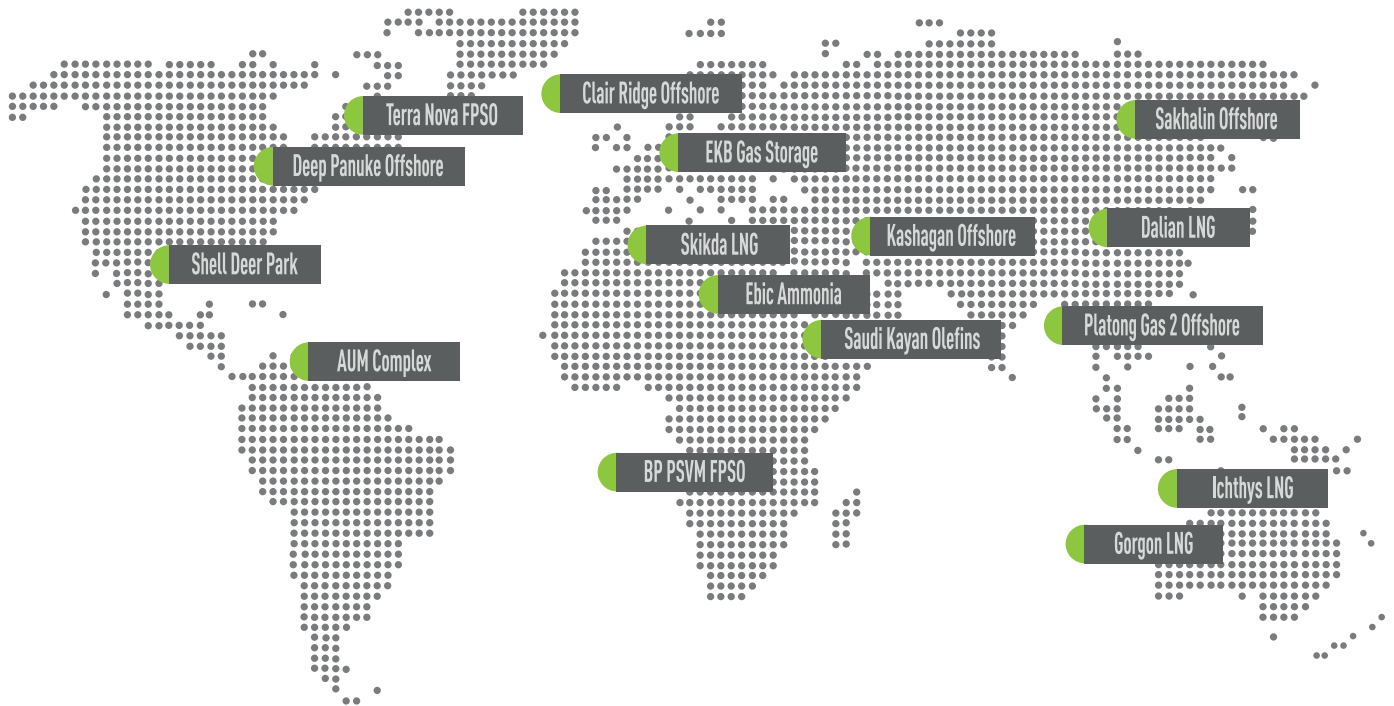 Clair Ridge Offshore
Terra Nova FPSO
Sakhalin Offshore
EKB Gas Storage
Deep Panuke Offshore
Dalian LNG
Kashagan Offshore
Skikda LNG
Shell Deer Park
Ebic Ammonia
Platong Gas 2 Offshore
Saudi Kayan Olefins
AUM Complex
BP PSVM FPSO
Ichthys LNG
Gorgon LNG